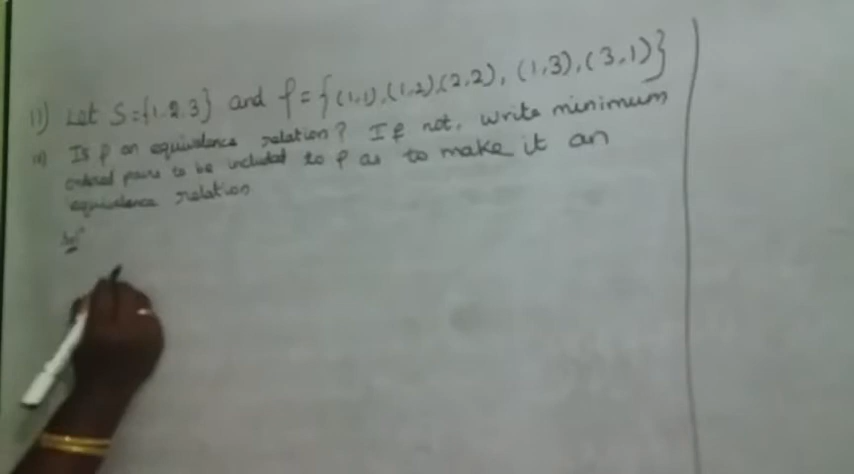 11) Let S={1,2,3} and ρ={(1,1),(1,2)(2,2),(1,3),(3,1)}
(i) Is ρ an equivalence relation? If not, write minimum
ordered pairs to be included to ρ as to make it an
equivalence relation
Sol: